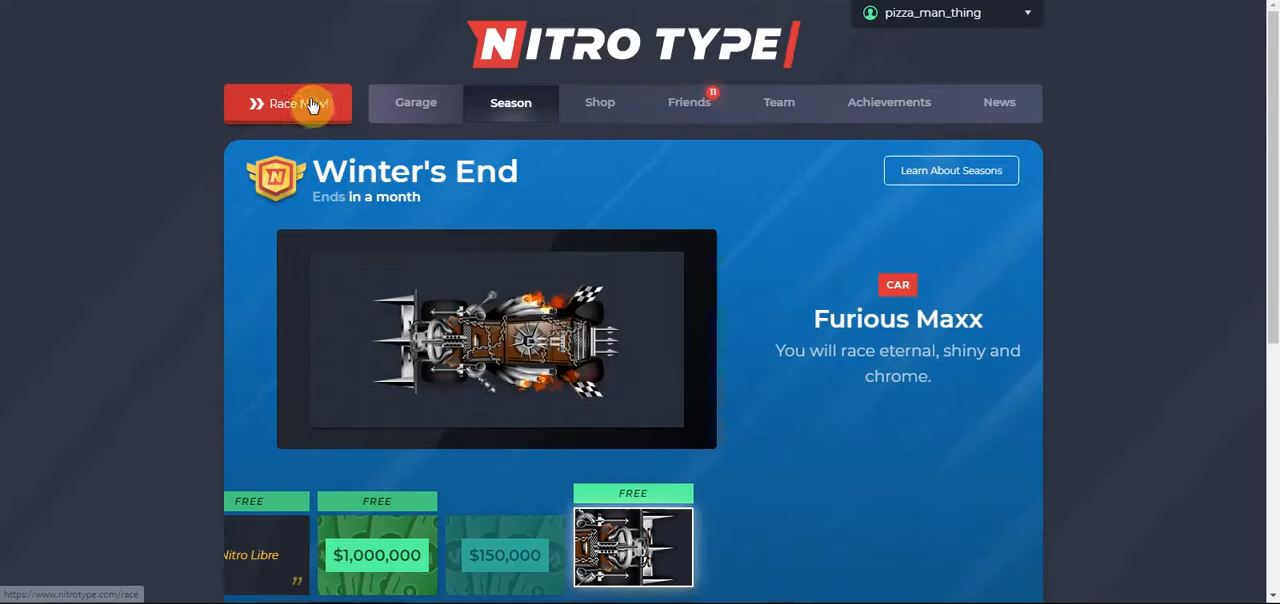 pizza_man_thing
NITRO TYPE
Race Now!
Garage
Season
Shop
Friends
11
Team
Achievements
News
Winter's End
Ends in a month
Learn About Seasons
CAR
Furious Maxx
You will race eternal, shiny and
chrome.
FREE
FREE
FREE
Nitro Libre
”
$1,000,000
$150,000
https://www.nitrotype.com/race